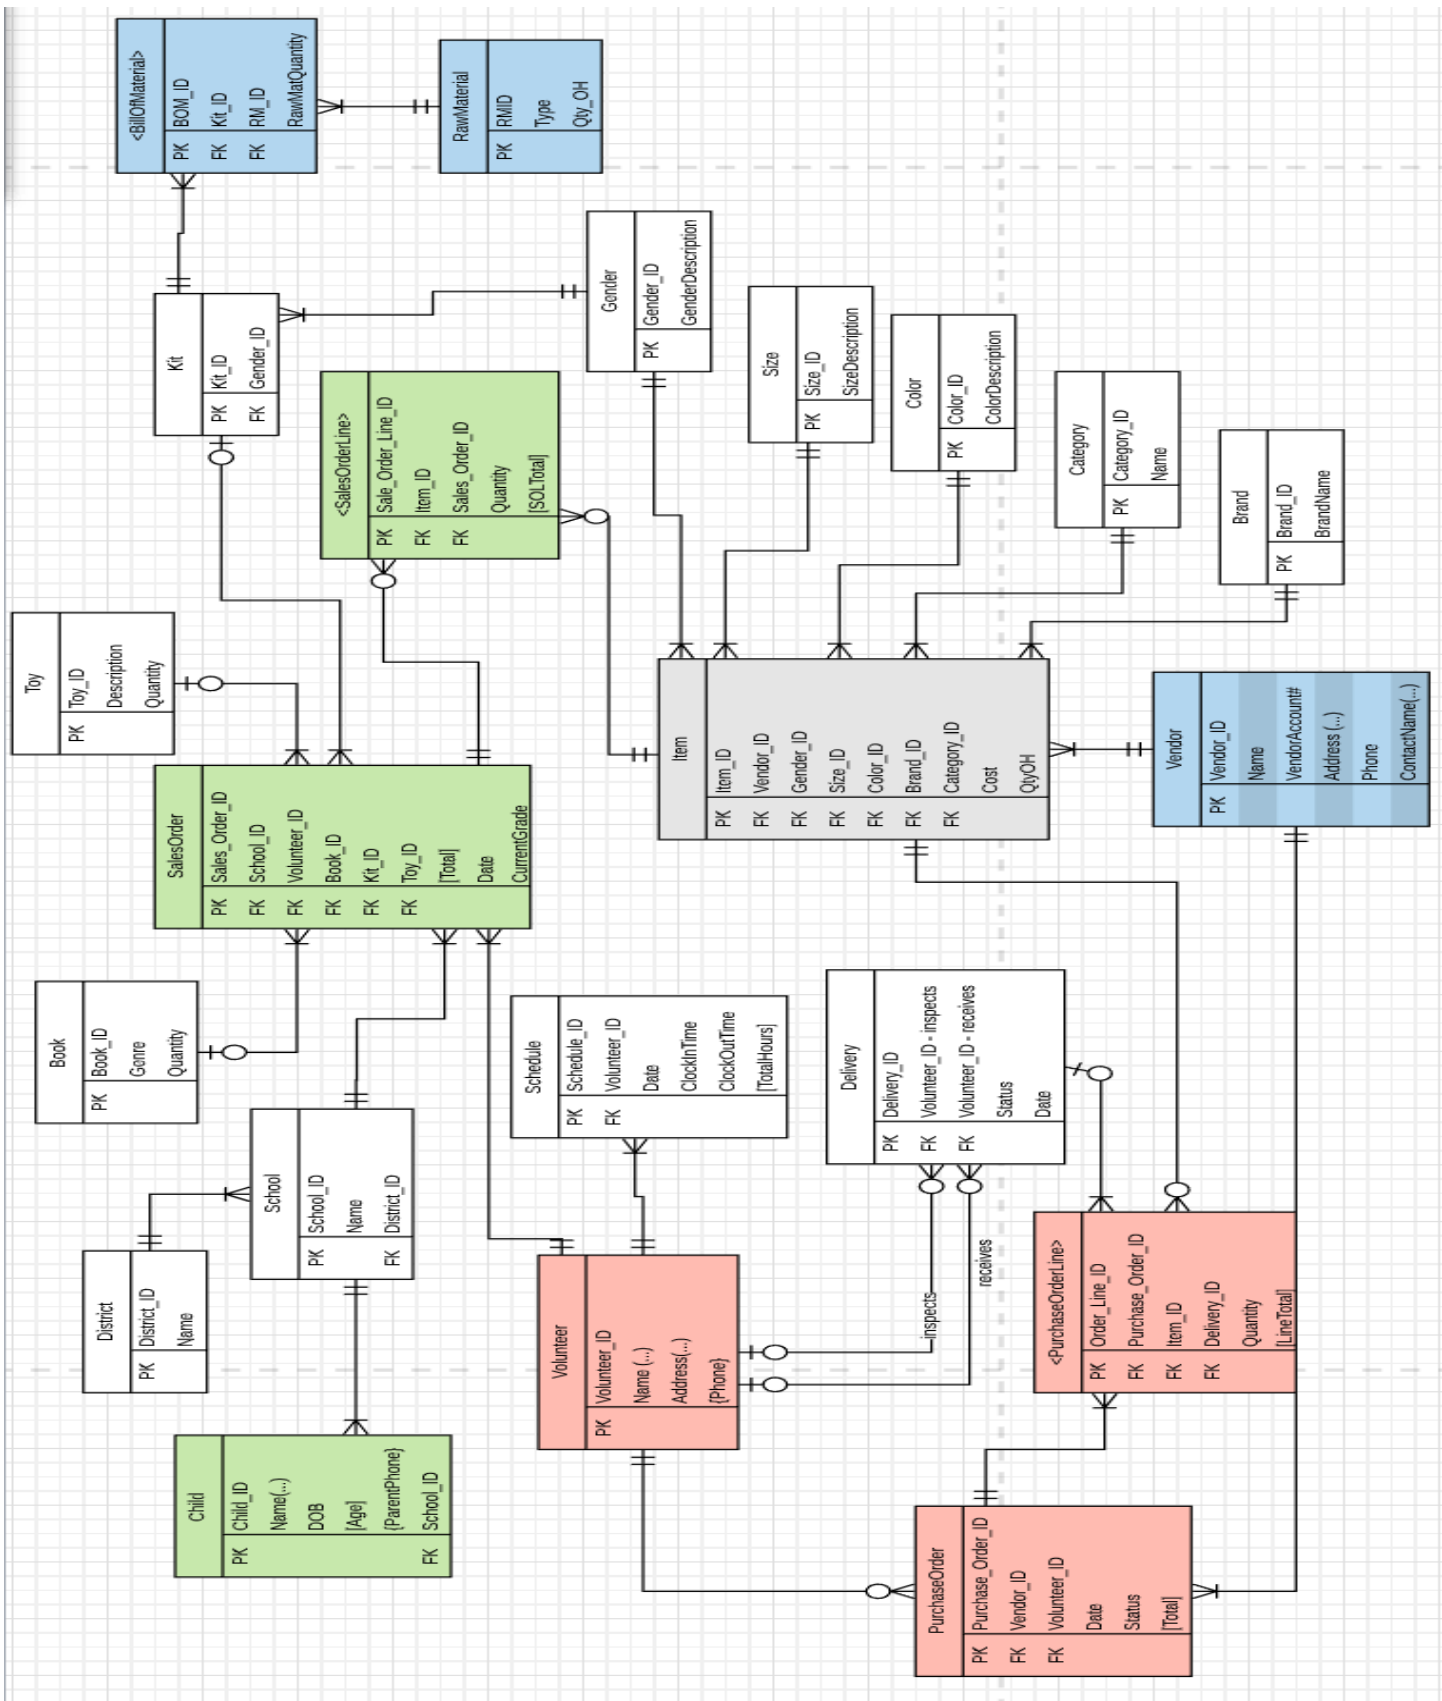 <BillOfMaterial>
PK BOM_ID
FK Kit_ID
FK RM_ID
RawMatQuantity
RawMaterial
PK RMID
Type
Qty_OH
Kit
PK Kit_ID
FK Gender_ID
Gender
PK Gender_ID
GenderDescription
<SalesOrderLine>
PK Sale_Order_Line_ID
FK Item_ID
FK Sales_Order_ID
Quantity
[SOLTotal]
Size
PK Size_ID
SizeDescription
Color
PK Color_ID
ColorDescription
Category
PK Category_ID
Name
Brand
PK Brand_ID
BrandName
Toy
PK Toy_ID
Description
Quantity
SalesOrder
PK Sales_Order_ID
FK School_ID
FK Volunteer_ID
FK Book_ID
FK Kit_ID
FK Toy_ID
[Total]
Date
CurrentGrade
Item
PK Item_ID
FK Vendor_ID
FK Gender_ID
FK Size_ID
FK Color_ID
FK Brand_ID
FK Category_ID
Cost
QtyOH
Vendor
PK Vendor_ID
Name
VendorAccount#
Address (...)
Phone
ContactName(...)
Book
PK Book_ID
Genre
Quantity
Schedule
PK Schedule_ID
FK Volunteer_ID
Date
ClockInTime
ClockOutTime
[TotalHours]
Delivery
PK Delivery_ID
FK Volunteer_ID - inspects
FK Volunteer_ID - receives
Status
Date
School
PK School_ID
Name
FK District_ID
District
PK District_ID
Name
Volunteer
PK Volunteer_ID
Name (...)
Address(...)
{Phone}
inspects
receives
<PurchaseOrderLine>
PK Order_Line_ID
FK Purchase_Order_ID
FK Item_ID
FK Delivery_ID
Quantity
[LineTotal]
Child
PK Child_ID
Name(...)
DOB
[Age]
{ParentPhone}
FK School_ID
PurchaseOrder
PK Purchase_Order_ID
FK Vendor_ID
FK Volunteer_ID
Date
Status
[Total]